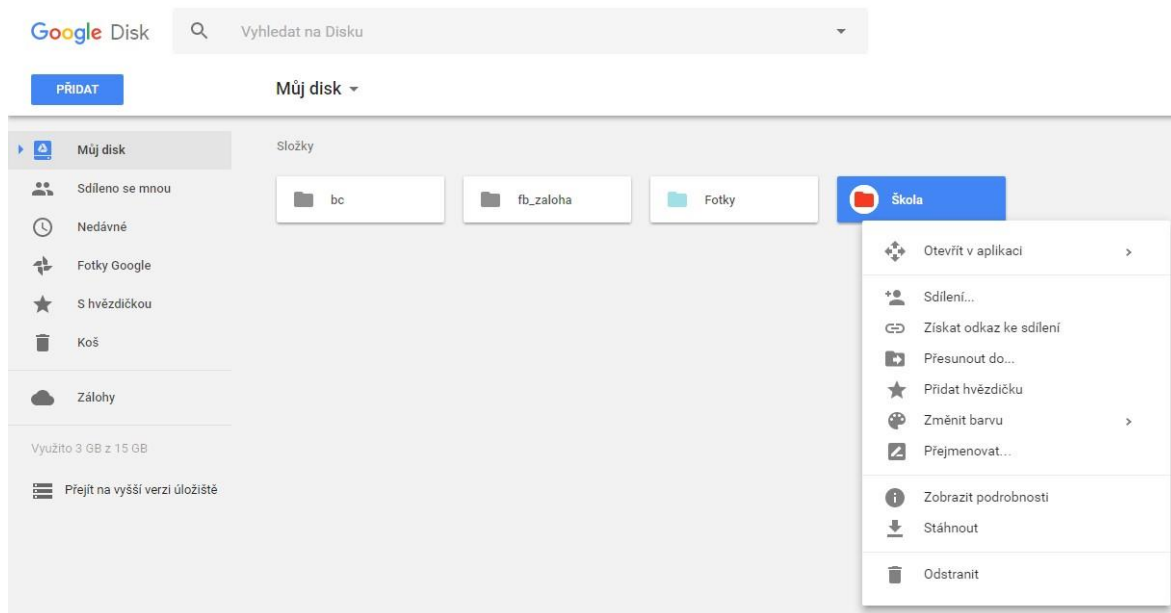 Google Disk
Vyhledat na Disku
PŘIDAT
Můj disk
Můj disk
Sdíleno se mnou
Nedávné
Fotky Google
S hvězdičkou
Koš
Zálohy
Využito 3 GB z 15 GB
Přejít na vyšší verzi úložiště
Složky
bc
fb_zaloha
Fotky
Škola
Otevřít v aplikaci
Sdílení...
Získat odkaz ke sdílení
Přesunout do...
Přidat hvězdičku
Změnit barvu
Přejmenovat...
Zobrazit podrobnosti
Stáhnout
Odstranit